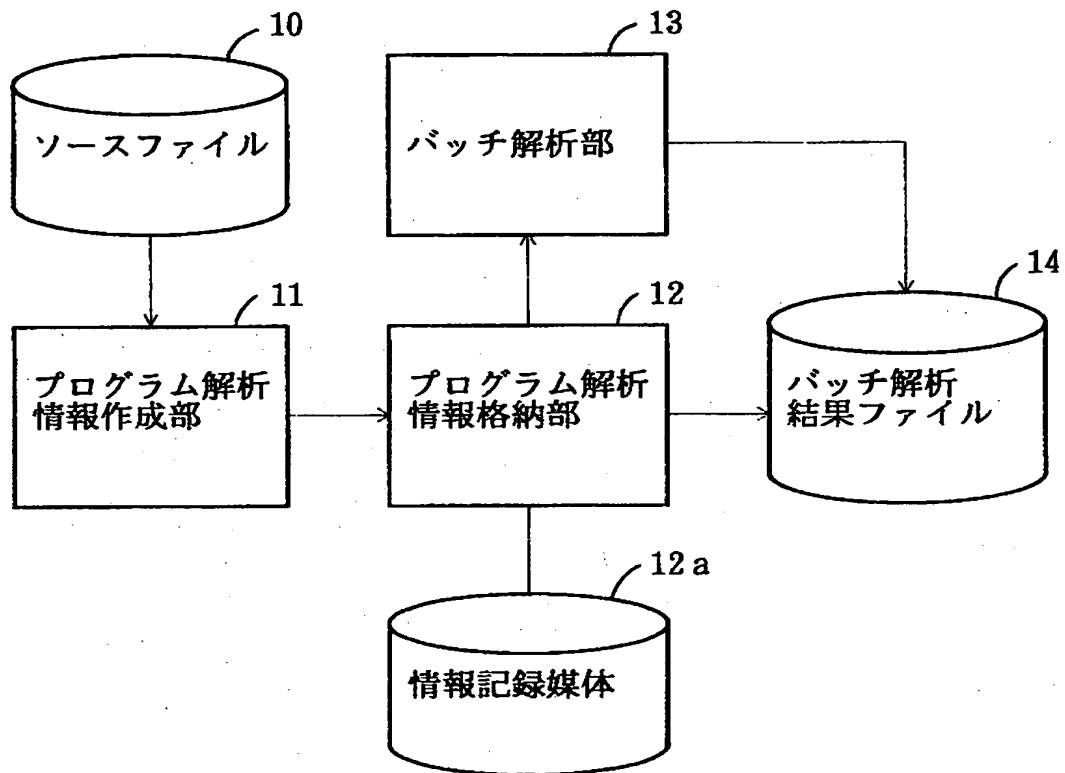 10
ソースファイル
13
バッチ解析部
11
プログラム解析
情報作成部
12
プログラム解析
情報格納部
14
バッチ解析
結果ファイル
12a
情報記録媒体